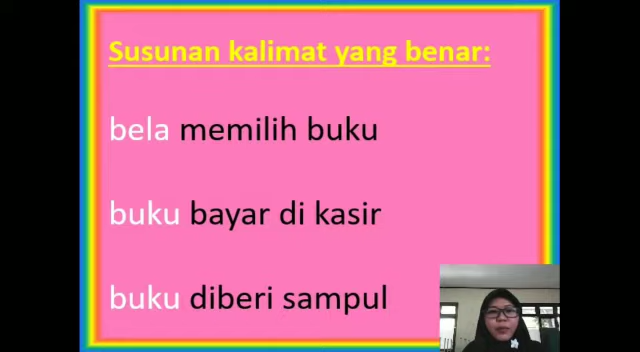 Susunan kalimat yang benar:
bela memilih buku
buku bayar di kasir
buku diberi sampul